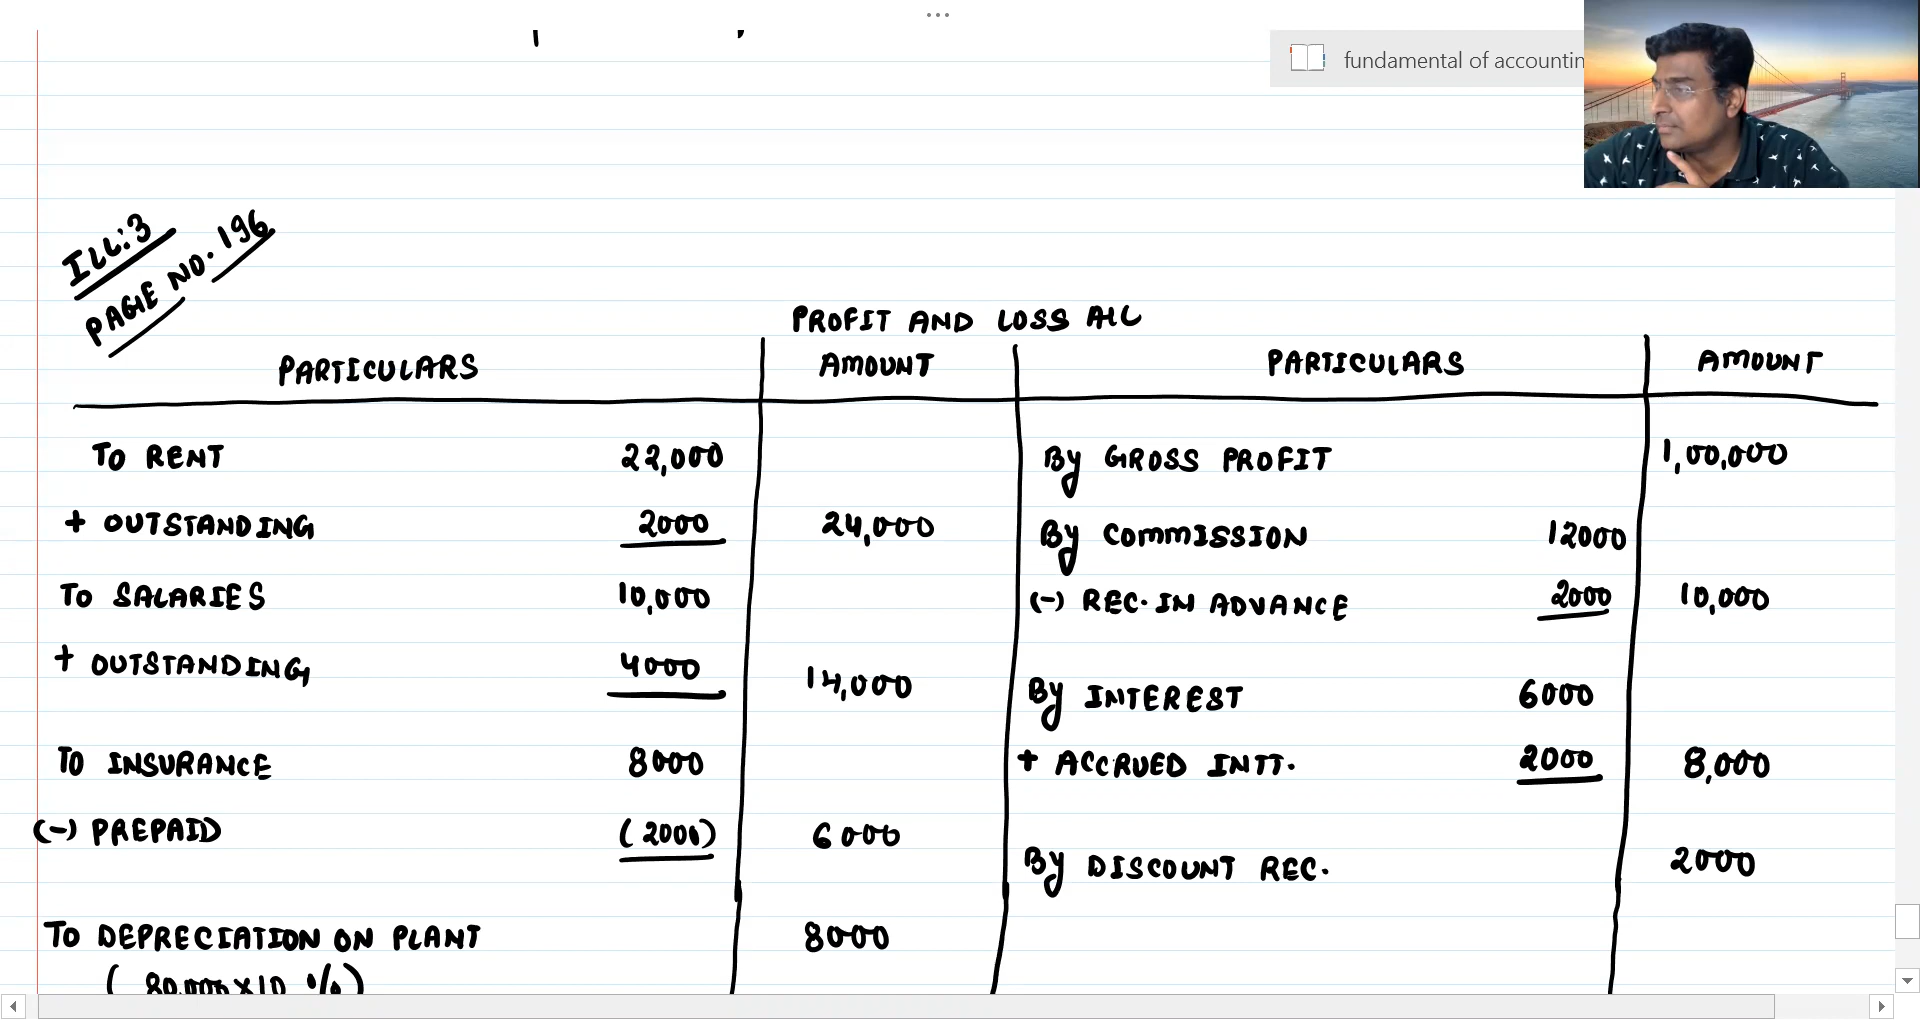 fundamental of accountin
ILL:3
PAGE NO. 196
PROFIT AND LOSS A/C
PARTICULARS AMOUNT PARTICULARS AMOUNT
TO RENT 22,000 By GROSS PROFIT 1,00,000
+ OUTSTANDING 2000 24,000 By COMMISSION 12000
TO SALARIES 10,000 (-) REC. IN ADVANCE 2000 10,000
+ OUTSTANDING 4000 14,000 By INTEREST 6000
TO INSURANCE 8000 + ACCRUED INTT. 2000 8,000
(-) PREPAID (2000) 6000 By DISCOUNT REC. 2000
TO DEPRECIATION ON PLANT 8000
( 80,000 X 10 %)